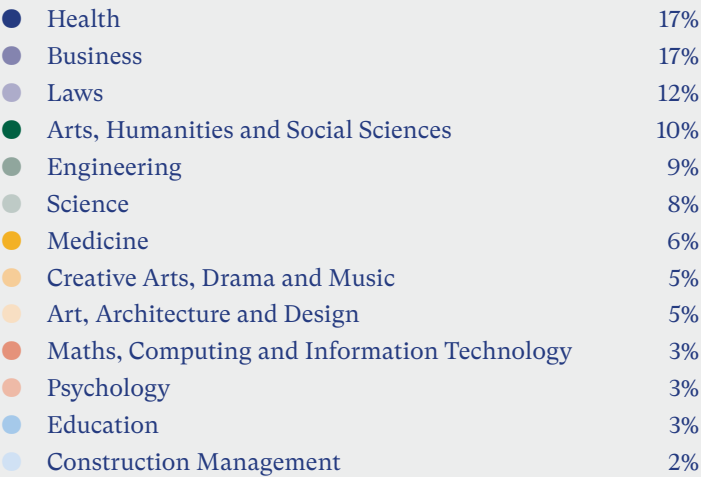 Health 17%
Business 17%
Laws 12%
Arts, Humanities and Social Sciences 10%
Engineering 9%
Science 8%
Medicine 6%
Creative Arts, Drama and Music 5%
Art, Architecture and Design 5%
Maths, Computing and Information Technology 3%
Psychology 3%
Education 3%
Construction Management 2%